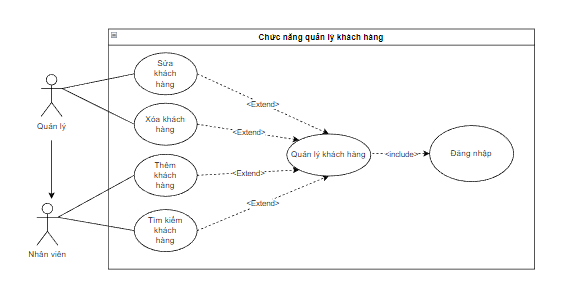 Chức năng quản lý khách hàng
Sửa
khách
hàng
<Extend>
Quản lý
Xóa khách
hàng
<Extend>
Quản lý khách hàng
<include>
Đăng nhập
Thêm
khách
hàng
<Extend>
Tìm kiếm
khách
hàng
<Extend>
Nhân viên